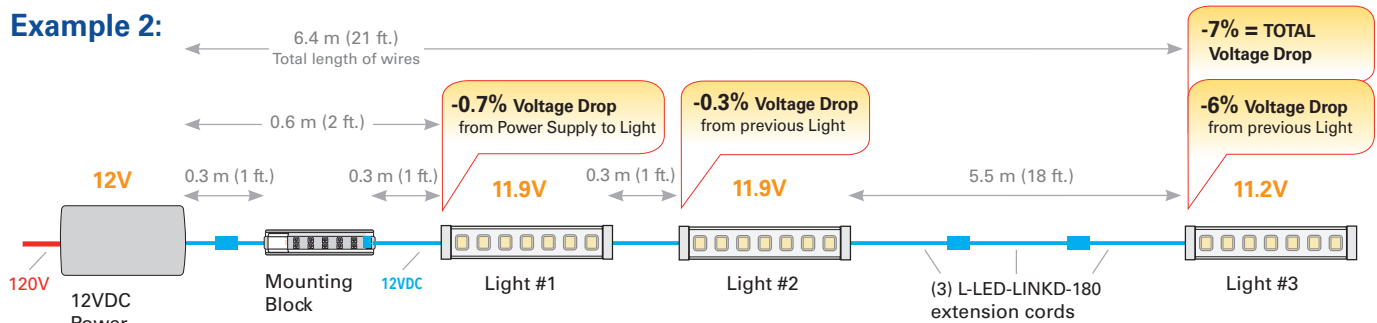 Example 2:
6.4 m (21 ft.)
Total length of wires
-7% = TOTAL
Voltage Drop
-0.7% Voltage Drop
from Power Supply to Light
-0.3% Voltage Drop
from previous Light
-6% Voltage Drop
from previous Light
0.6 m (2 ft.)
12V
0.3 m (1 ft.)
0.3 m (1 ft.)
11.9V
0.3 m (1 ft.)
11.9V
5.5 m (18 ft.)
11.2V
120V
12VDC
Power
Mounting
Block
12VDC
Light #1
Light #2
(3) L-LED-LINKD-180
extension cords
Light #3